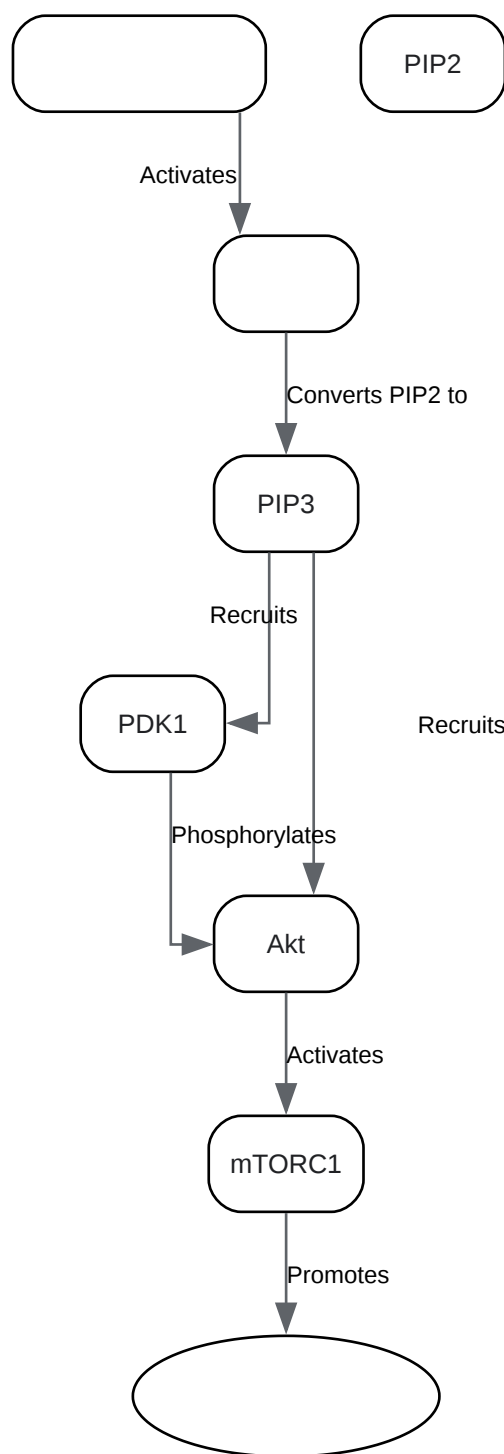 PIP2
Activates
Converts PIP2 to
PIP3
Recruits
PDK1
Recruits
Phosphorylates
Akt
Activates
mTORC1
Promotes